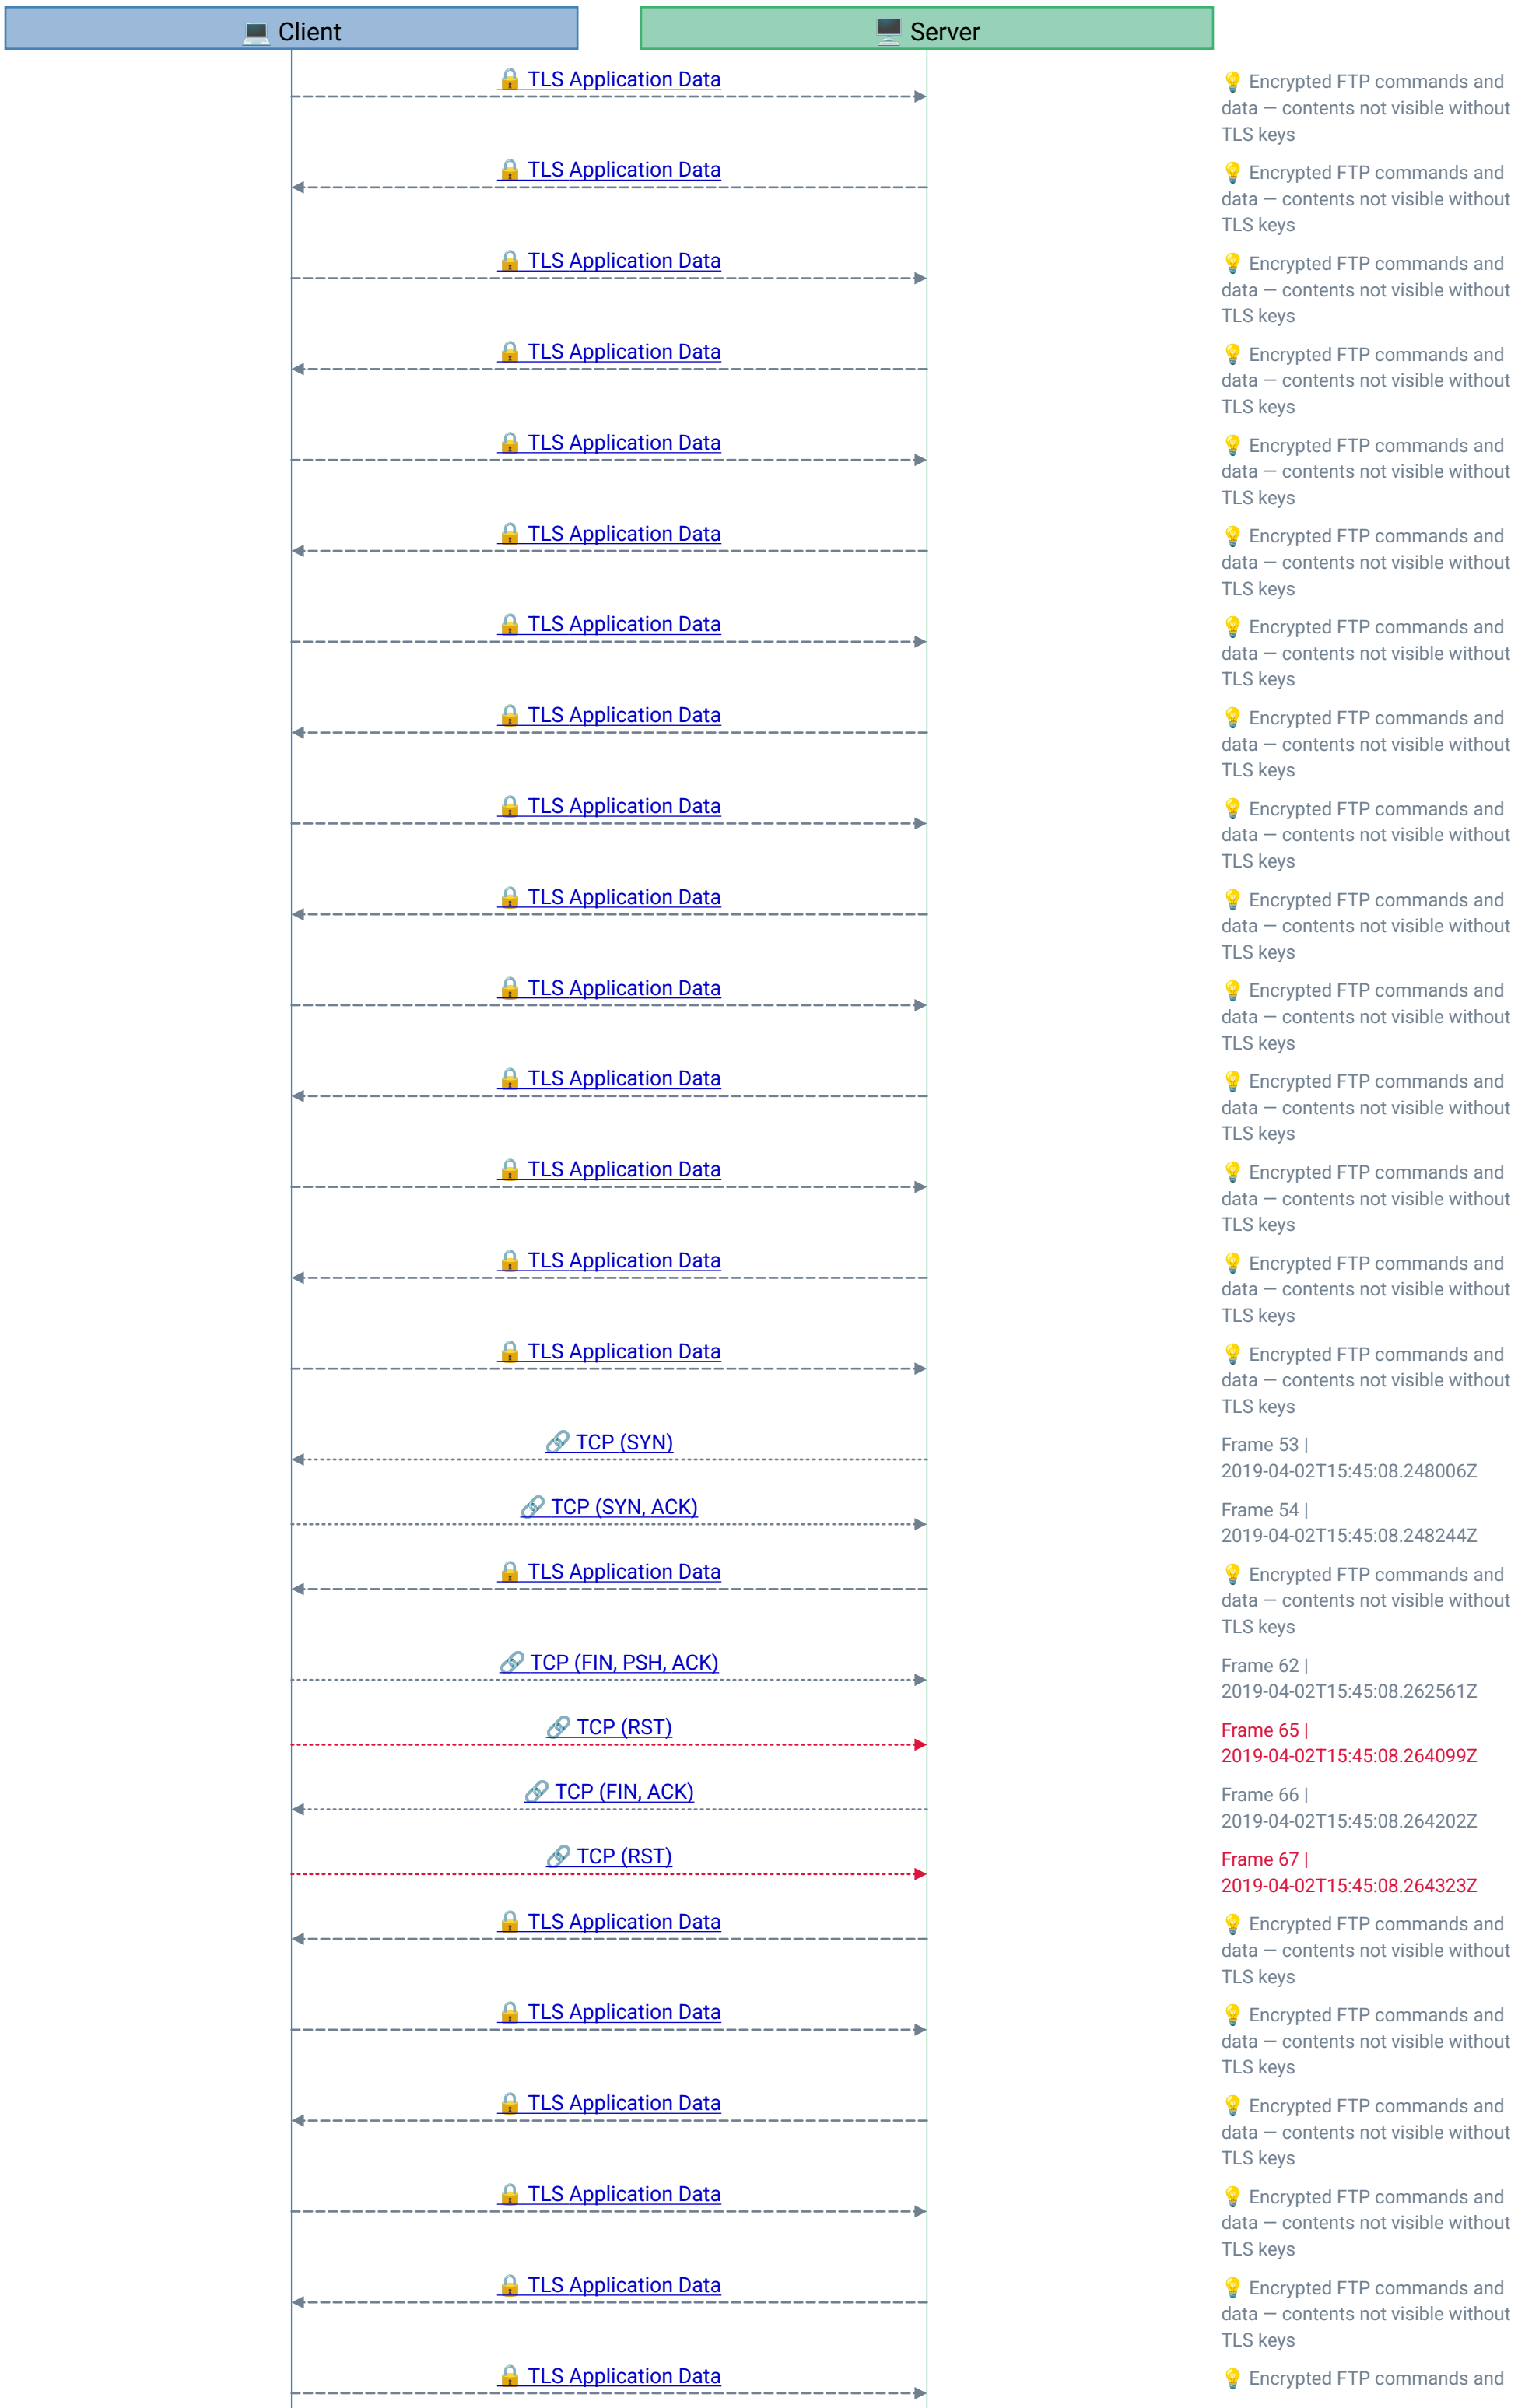 💻 Client
🖥️ Server
🔒 TLS Application Data
💡 Encrypted FTP commands and
data — contents not visible without
TLS keys
🔒 TLS Application Data
💡 Encrypted FTP commands and
data — contents not visible without
TLS keys
🔒 TLS Application Data
💡 Encrypted FTP commands and
data — contents not visible without
TLS keys
🔒 TLS Application Data
💡 Encrypted FTP commands and
data — contents not visible without
TLS keys
🔒 TLS Application Data
💡 Encrypted FTP commands and
data — contents not visible without
TLS keys
🔒 TLS Application Data
💡 Encrypted FTP commands and
data — contents not visible without
TLS keys
🔒 TLS Application Data
💡 Encrypted FTP commands and
data — contents not visible without
TLS keys
🔒 TLS Application Data
💡 Encrypted FTP commands and
data — contents not visible without
TLS keys
🔒 TLS Application Data
💡 Encrypted FTP commands and
data — contents not visible without
TLS keys
🔒 TLS Application Data
💡 Encrypted FTP commands and
data — contents not visible without
TLS keys
🔒 TLS Application Data
💡 Encrypted FTP commands and
data — contents not visible without
TLS keys
🔒 TLS Application Data
💡 Encrypted FTP commands and
data — contents not visible without
TLS keys
🔒 TLS Application Data
💡 Encrypted FTP commands and
data — contents not visible without
TLS keys
🔒 TLS Application Data
💡 Encrypted FTP commands and
data — contents not visible without
TLS keys
🔒 TLS Application Data
💡 Encrypted FTP commands and
data — contents not visible without
TLS keys
🔗 TCP (SYN)
Frame 53 |
2019-04-02T15:45:08.248006Z
🔗 TCP (SYN, ACK)
Frame 54 |
2019-04-02T15:45:08.248244Z
🔒 TLS Application Data
💡 Encrypted FTP commands and
data — contents not visible without
TLS keys
🔗 TCP (FIN, PSH, ACK)
Frame 62 |
2019-04-02T15:45:08.262561Z
🔗 TCP (RST)
Frame 65 |
2019-04-02T15:45:08.264099Z
🔗 TCP (FIN, ACK)
Frame 66 |
2019-04-02T15:45:08.264202Z
🔗 TCP (RST)
Frame 67 |
2019-04-02T15:45:08.264323Z
🔒 TLS Application Data
💡 Encrypted FTP commands and
data — contents not visible without
TLS keys
🔒 TLS Application Data
💡 Encrypted FTP commands and
data — contents not visible without
TLS keys
🔒 TLS Application Data
💡 Encrypted FTP commands and
data — contents not visible without
TLS keys
🔒 TLS Application Data
💡 Encrypted FTP commands and
data — contents not visible without
TLS keys
🔒 TLS Application Data
💡 Encrypted FTP commands and
data — contents not visible without
TLS keys
🔒 TLS Application Data
💡 Encrypted FTP commands and